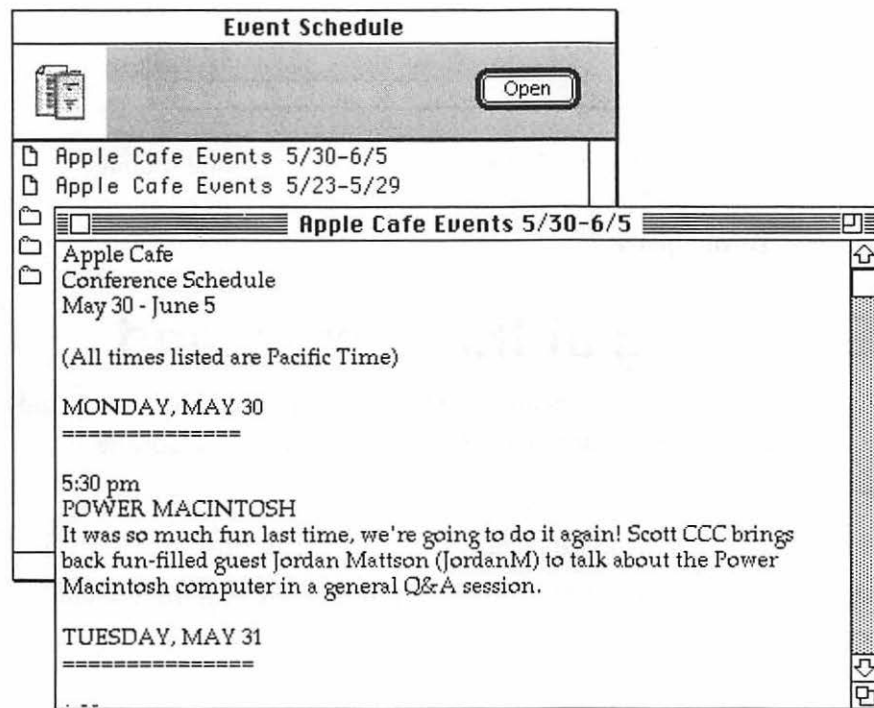 Event Schedule
Open
Apple Cafe Events 5/30-6/5
Apple Cafe Events 5/23-5/29
Apple Cafe Events 5/30-6/5
Apple Cafe
Conference Schedule
May 30 - June 5
(All times listed are Pacific Time)
MONDAY, MAY 30
==============
5:30 pm
POWER MACINTOSH
It was so much fun last time, we're going to do it again! Scott CCC brings
back fun-filled guest Jordan Mattson (JordanM) to talk about the Power
Macintosh computer in a general Q&A session.
TUESDAY, MAY 31
===============